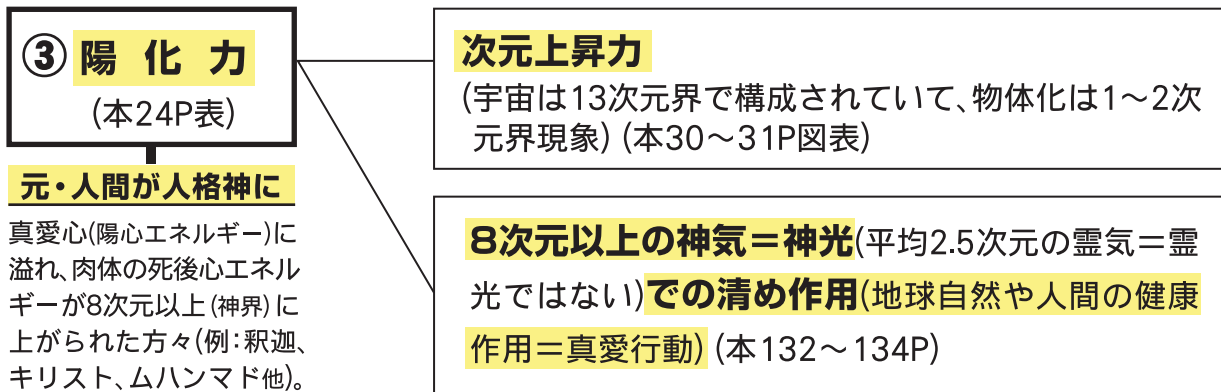 ③ 陽 化 力
(本24P表)
元・人間が人格神に
真愛心(陽心エネルギー)に
溢れ、肉体の死後心エネル
ギーが8次元以上(神界)に
上がられた方々(例:釈迦、
キリスト、ムハンマド他)。
次元上昇力
(宇宙は13次元界で構成されていて、物体化は1〜2次
元界現象)(本30〜31P図表)
8次元以上の神気=神光(平均2.5次元の霊気=霊
光ではない)での清め作用(地球自然や人間の健康
作用=真愛行動)(本132〜134P)